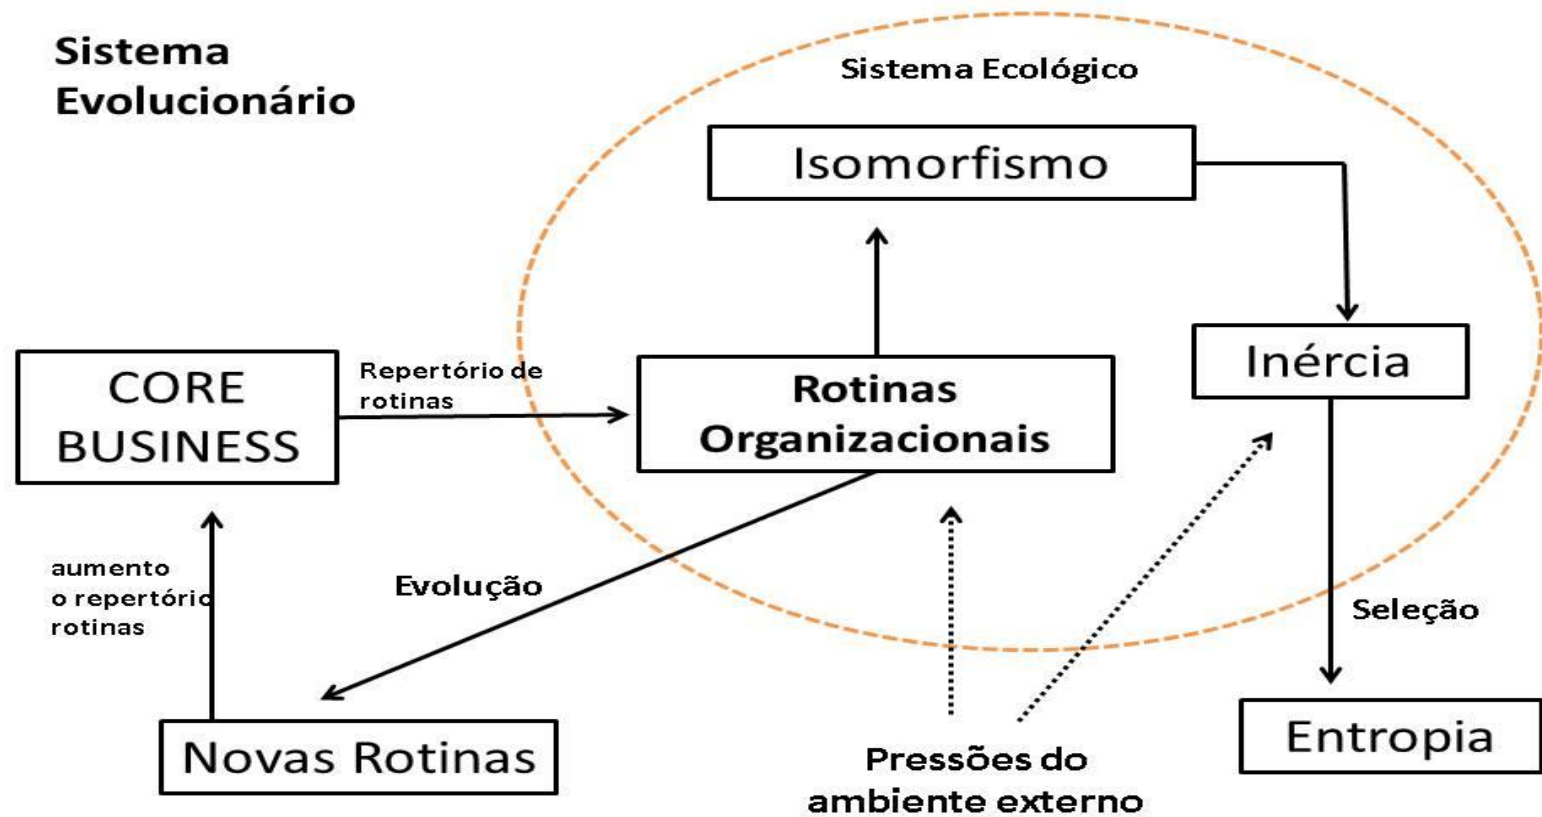 Sistema
Evolucionário
Sistema Ecológico
Isomorfismo
Inércia
CORE
BUSINESS
Repertório de
rotinas
Rotinas
Organizacionais
aumento
o repertório
rotinas
Evolução
Seleção
Novas Rotinas
Pressões do
ambiente externo
Entropia